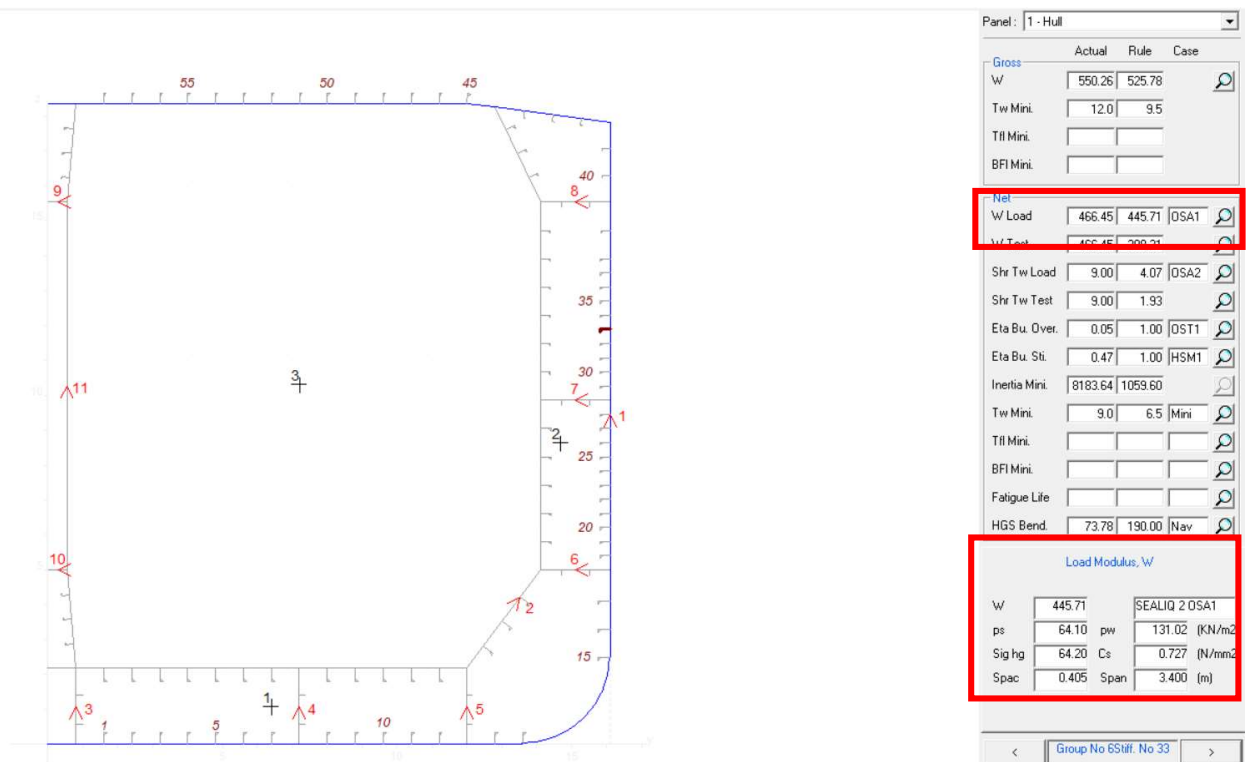 Panel : 1 - Hull
Actual Rule Case
Gross
W 550.26 525.78
Tw Mini. 12.0 9.5
Tfl Mini.
BFl Mini.
Net
W Load 466.45 445.71 OSA1
W Test 466.45
Shr Tw Load 9.00 4.07 OSA2
Shr Tw Test 9.00 1.93
Eta Bu. Over. 0.05 1.00 OST1
Eta Bu. Sti. 0.47 1.00 HSM1
Inertia Mini. 8183.64 1059.60
Tw Mini. 9.0 6.5 Mini
Tfl Mini.
BFl Mini.
Fatigue Life
HGS Bend. 73.78 190.00 Nav
Load Modulus, W
W 445.71 SEALIQ 2 OSA1
ps 64.10 pw 131.02 (KN/m2
Sig hg 64.20 Cs 0.727 (N/mm2
Spac 0.405 Span 3.400 (m)
< Group No 6Stiff. No 33 >
55 50 45
40
9 8
35
3 30
11 7 1
2
25
20
10 6
2
15
1
3 4 5
1 5 10